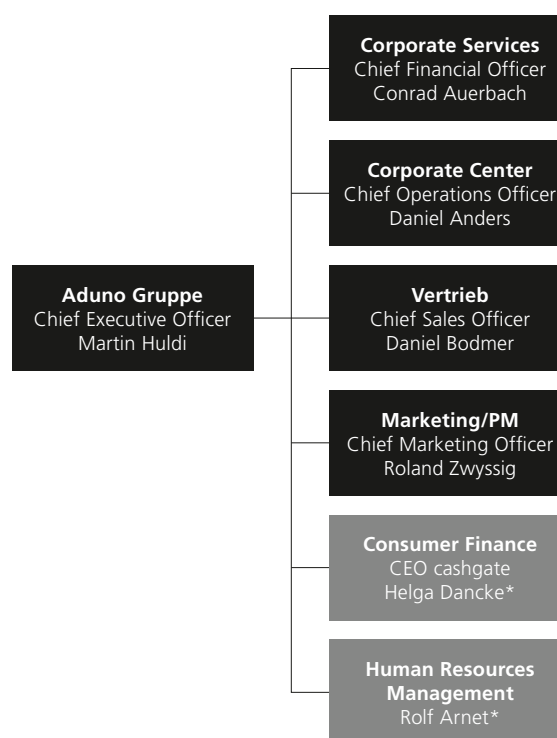 Corporate Services
Chief Financial Officer
Conrad Auerbach
Corporate Center
Chief Operations Officer
Daniel Anders
Aduno Gruppe
Chief Executive Officer
Martin Huldi
Vertrieb
Chief Sales Officer
Daniel Bodmer
Marketing/PM
Chief Marketing Officer
Roland Zwyssig
Consumer Finance
CEO cashgate
Helga Dancke*
Human Resources
Management
Rolf Arnet*